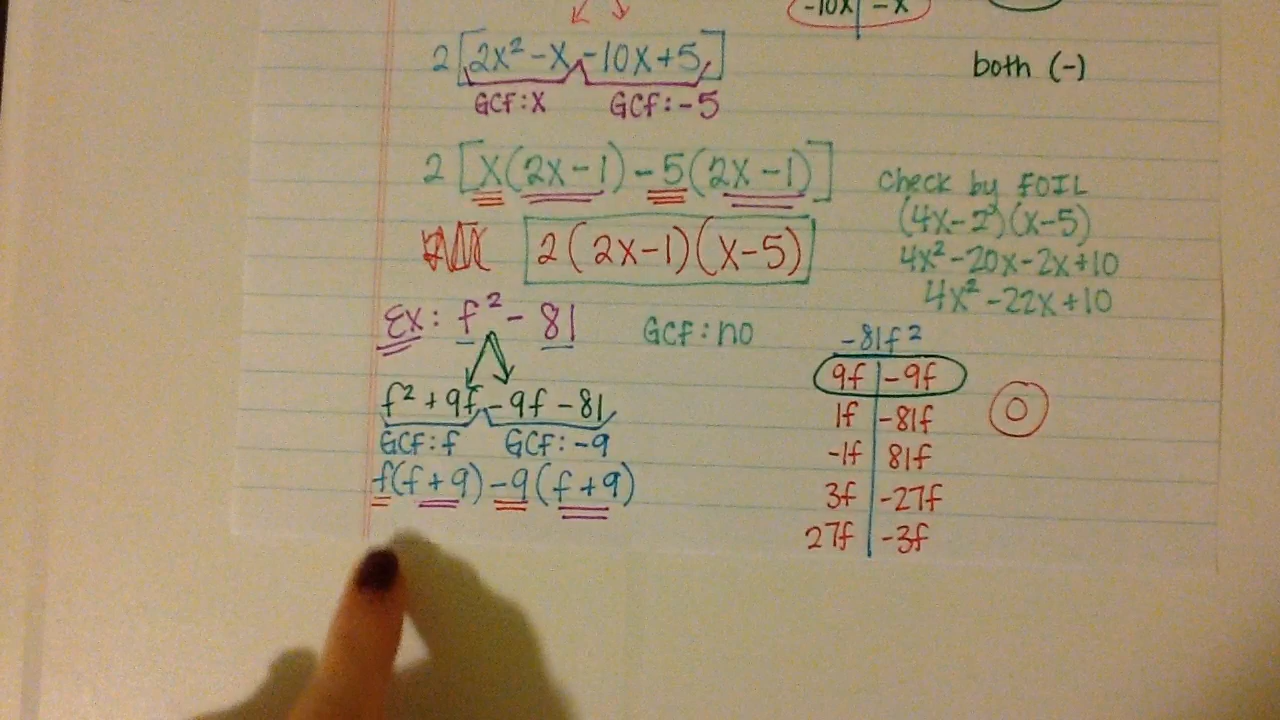 -10x -x
2[2x² - x - 10x + 5]
both (-)
GCF: x GCF: -5
2[x(2x - 1) - 5(2x - 1)]
check by FOIL
(4x - 2)(x - 5)
2(2x - 1)(x - 5)
4x² - 20x - 2x + 10
4x² - 22x + 10
Ex: f² - 81
GCF: no
-81f²
9f -9f
f² + 9f - 9f - 81
1f -81f
0
GCF: f GCF: -9
-1f 81f
f(f + 9) - 9(f + 9)
3f -27f
27f -3f